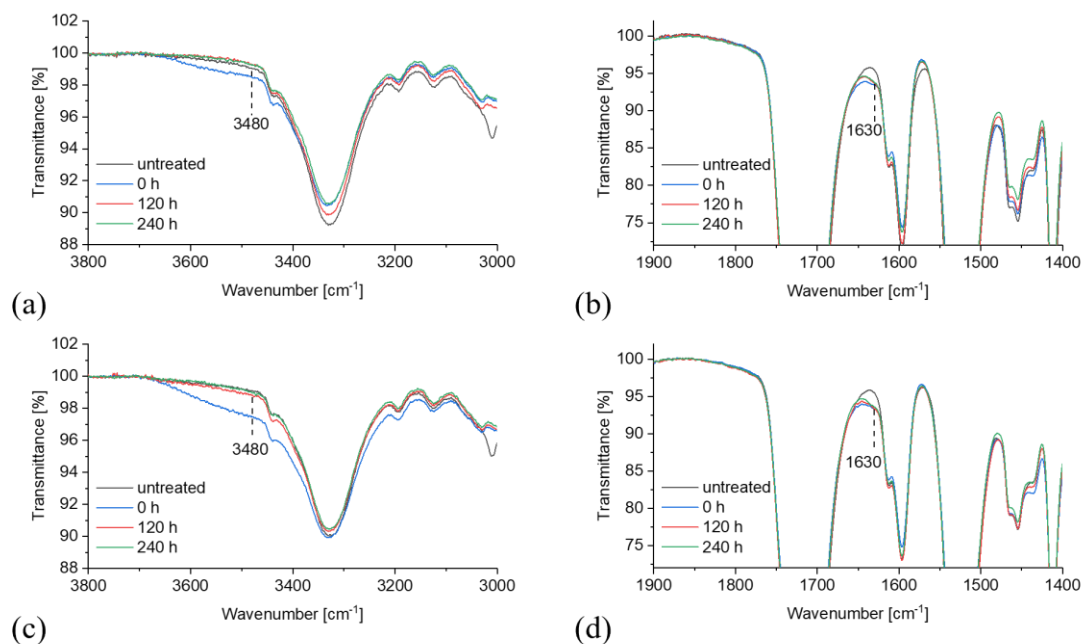 102
100
98
96
94
92
90
88
Transmittance [%]
3480
untreated
0 h
120 h
240 h
3800 3600 3400 3200 3000
Wavenumber [cm-1]
(a)
100
95
90
85
80
75
Transmittance [%]
1630
untreated
0 h
120 h
240 h
1900 1800 1700 1600 1500 1400
Wavenumber [cm-1]
(b)
102
100
98
96
94
92
90
88
Transmittance [%]
3480
untreated
0 h
120 h
240 h
3800 3600 3400 3200 3000
Wavenumber [cm-1]
(c)
100
95
90
85
80
75
Transmittance [%]
1630
untreated
0 h
120 h
240 h
1900 1800 1700 1600 1500 1400
Wavenumber [cm-1]
(d)